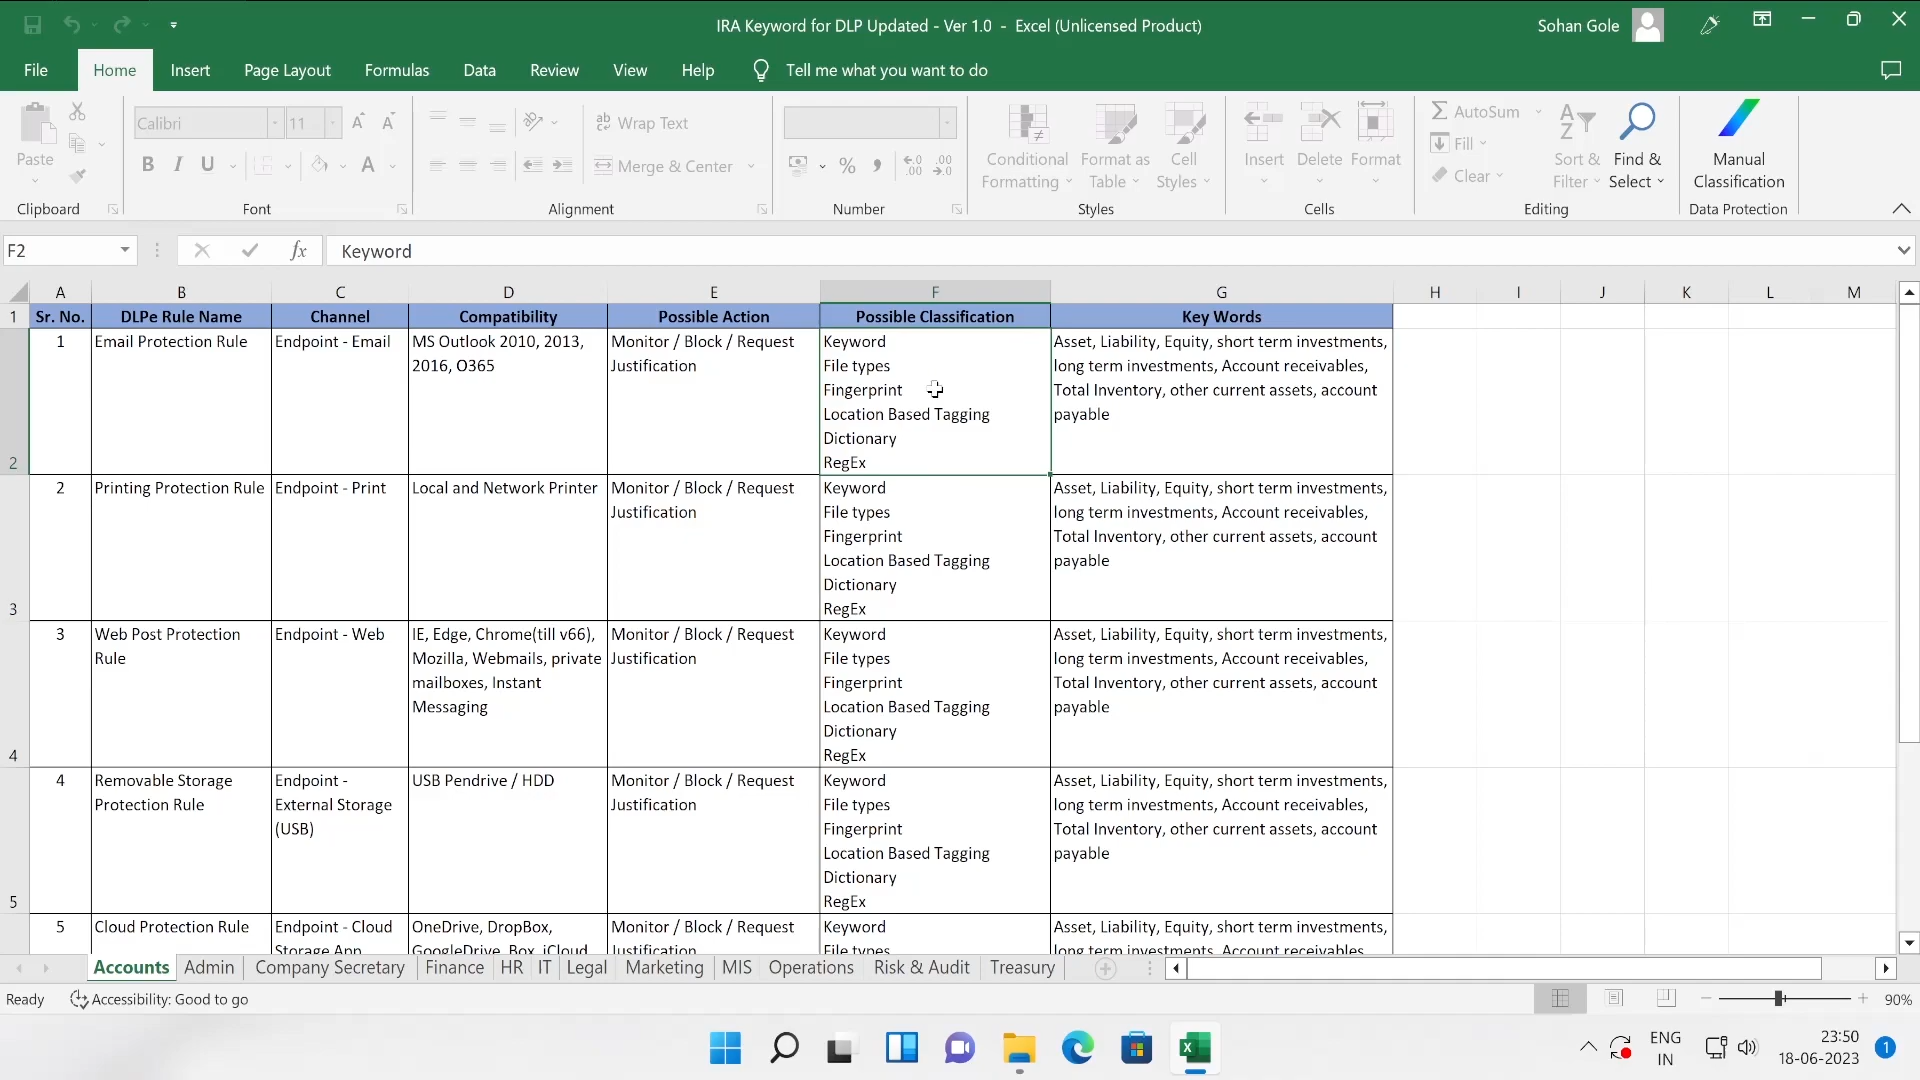 IRA Keyword for DLP Updated - Ver 1.0 - Excel (Unlicensed Product)
Sohan Gole
File Home Insert Page Layout Formulas Data Review View Help Tell me what you want to do
Calibri 11
Wrap Text
AutoSum
Paste
B I U A
Merge & Center
% ,
Conditional Formatting
Format as Table
Cell Styles
Insert
Delete
Format
Fill
Clear
Sort & Filter
Find & Select
Manual Classification
Clipboard Font Alignment Number Styles Cells Editing Data Protection
F2 fx Keyword
A B C D E F G H I J K L M
1 Sr. No. DLPe Rule Name Channel Compatibility Possible Action Possible Classification Key Words
1
Email Protection Rule
Endpoint - Email
MS Outlook 2010, 2013,
2016, O365
Monitor / Block / Request
Justification
Keyword
File types
Fingerprint
Location Based Tagging
Dictionary
RegEx
Asset, Liability, Equity, short term investments,
long term investments, Account receivables,
Total Inventory, other current assets, account
payable
2
2
Printing Protection Rule
Endpoint - Print
Local and Network Printer
Monitor / Block / Request
Justification
Keyword
File types
Fingerprint
Location Based Tagging
Dictionary
RegEx
Asset, Liability, Equity, short term investments,
long term investments, Account receivables,
Total Inventory, other current assets, account
payable
3
3
Web Post Protection
Rule
Endpoint - Web
IE, Edge, Chrome(till v66),
Mozilla, Webmails, private
mailboxes, Instant
Messaging
Monitor / Block / Request
Justification
Keyword
File types
Fingerprint
Location Based Tagging
Dictionary
RegEx
Asset, Liability, Equity, short term investments,
long term investments, Account receivables,
Total Inventory, other current assets, account
payable
4
4
Removable Storage
Protection Rule
Endpoint -
External Storage
(USB)
USB Pendrive / HDD
Monitor / Block / Request
Justification
Keyword
File types
Fingerprint
Location Based Tagging
Dictionary
RegEx
Asset, Liability, Equity, short term investments,
long term investments, Account receivables,
Total Inventory, other current assets, account
payable
5
5
Cloud Protection Rule
Endpoint - Cloud
Storage App
OneDrive, DropBox,
GoogleDrive, Box, iCloud
Monitor / Block / Request
Justification
Keyword
File types
Asset, Liability, Equity, short term investments,
long term investments, Account receivables
Accounts Admin Company Secretary Finance HR IT Legal Marketing MIS Operations Risk & Audit Treasury
Ready Accessibility: Good to go 90%
ENG
IN
23:50
18-06-2023
1